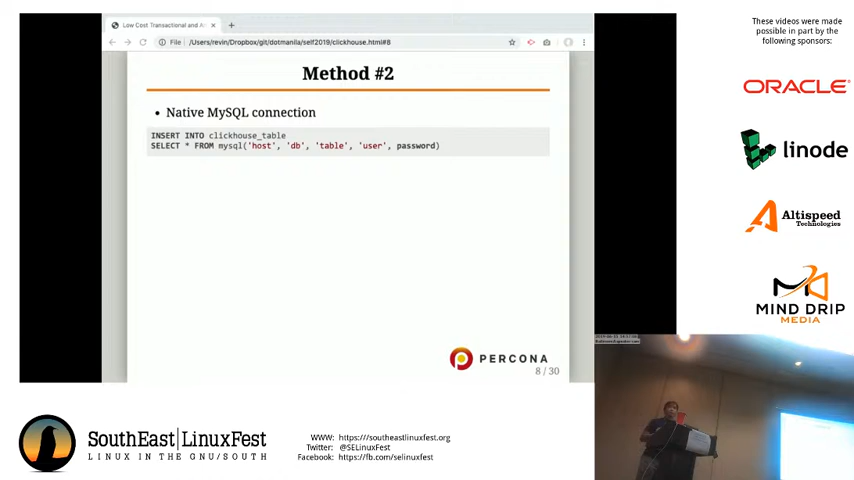 Low Cost Transactional and A
File
/Users/revin/Dropbox/git/dotmanila/self2019/clickhouse.html#8
Method #2
• Native MySQL connection
INSERT INTO clickhouse_table
SELECT * FROM mysql('host', 'db', 'table', 'user', password)
PERCONA
8 / 30
These videos were made
possible in part by the
following sponsors:
ORACLE
linode
Altispeed
Technologies
MIND DRIP
MEDIA
SouthEast|LinuxFest
LINUX IN THE GNU/SOUTH
WWW: https:///southeastlinuxfest.org
Twitter: @SELinuxFest
Facebook: https://fb.com/selinuxfest